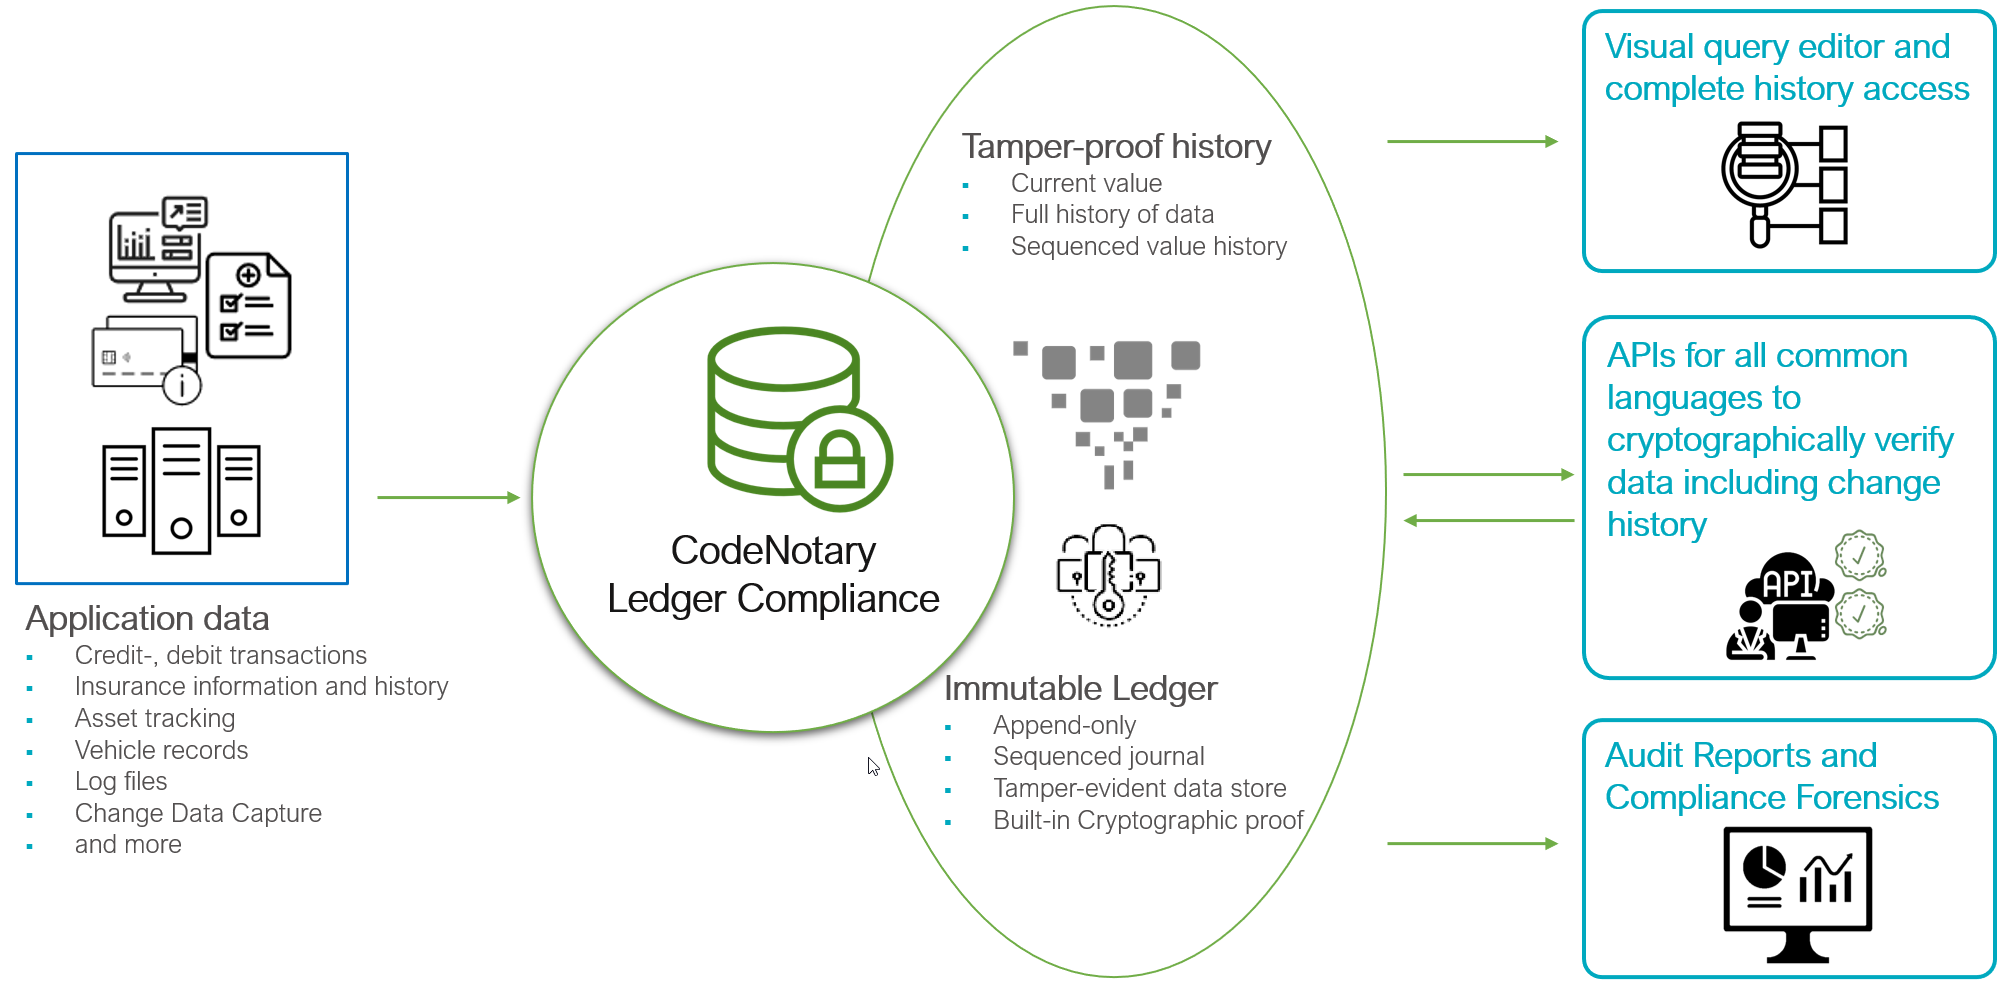 Application data
Credit-, debit transactions
Insurance information and history
Asset tracking
Vehicle records
Log files
Change Data Capture
and more
CodeNotary
Ledger Compliance
Tamper-proof history
Current value
Full history of data
Sequenced value history
Immutable Ledger
Append-only
Sequenced journal
Tamper-evident data store
Built-in Cryptographic proof
Visual query editor and
complete history access
APIs for all common
languages to
cryptographically verify
data including change
history
API
Audit Reports and
Compliance Forensics